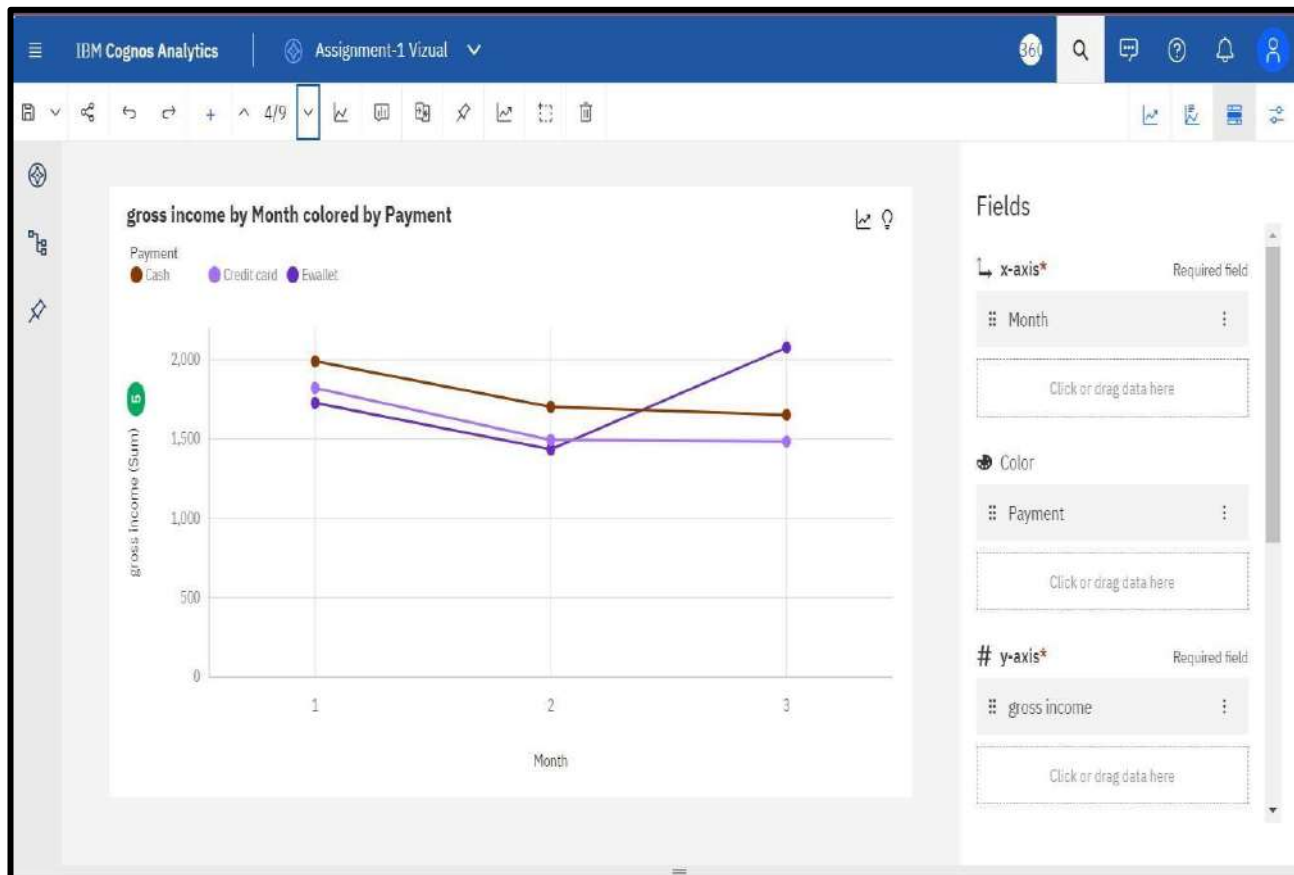 IBM Cognos Analytics
Assignment-1 Vizual
360
4/9
gross income by Month colored by Payment
Payment
Cash Credit card Ewallet
2,000
1,500
1,000
500
0
gross income (Sum)
5
1 2 3
Month
Fields
x-axis* Required field
Month
Click or drag data here
Color
Payment
Click or drag data here
# y-axis* Required field
gross income
Click or drag data here